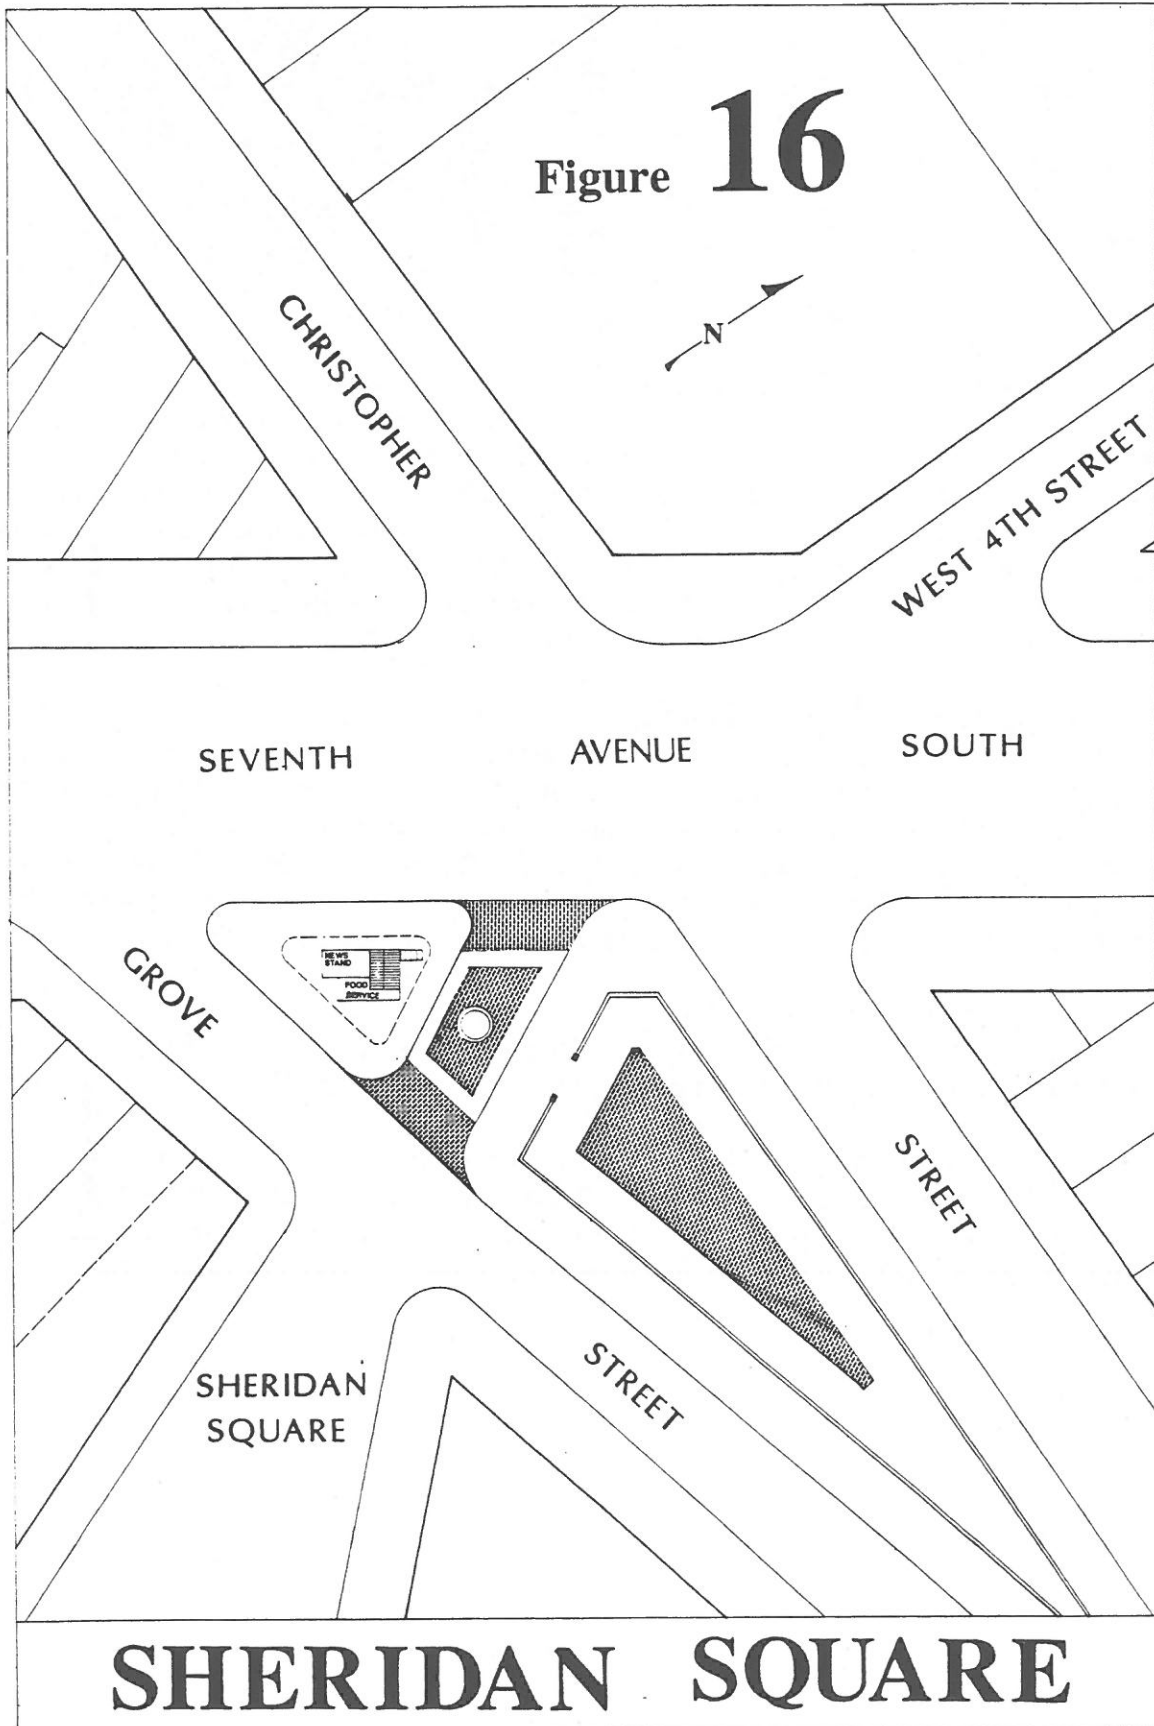 Figure 16
N
CHRISTOPHER
WEST 4TH STREET
SEVENTH AVENUE SOUTH
GROVE
NEWS
STAND
FOOD
SERVICE
STREET
STREET
SHERIDAN
SQUARE
SHERIDAN SQUARE